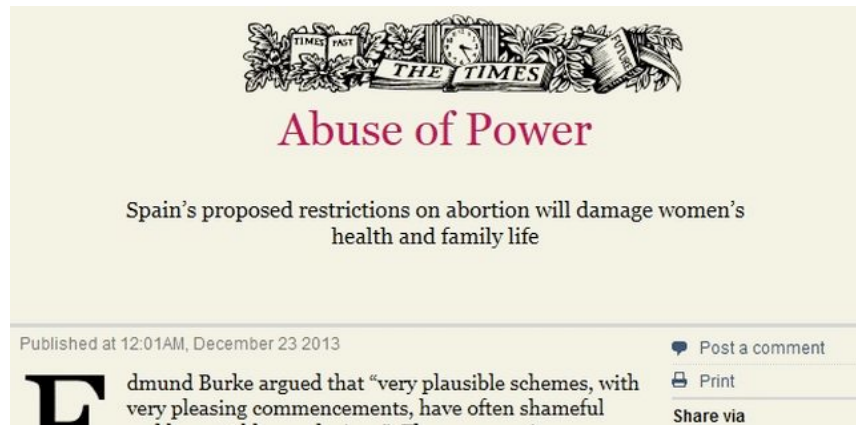 TIMES PAST
THE TIMES
FUTURE
Abuse of Power
Spain’s proposed restrictions on abortion will damage women’s
health and family life
Published at 12:01AM, December 23 2013
Post a comment
Print
Share via
Edmund Burke argued that “very plausible schemes, with
very pleasing commencements, have often shameful